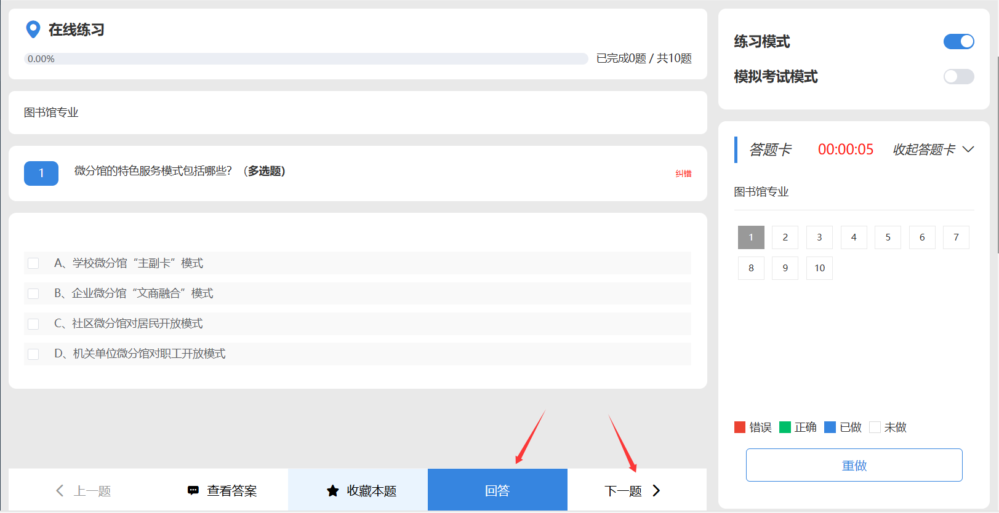 在线练习
0.00%
已完成0题 / 共10题
图书馆专业
1
微分馆的特色服务模式包括哪些？（多选题）
纠错
A、学校微分馆“主副卡”模式
B、企业微分馆“文商融合”模式
C、社区微分馆对居民开放模式
D、机关单位微分馆对职工开放模式
上一题
查看答案
收藏本题
回答
下一题
练习模式
模拟考试模式
答题卡
00:00:05
收起答题卡
图书馆专业
1 2 3 4 5 6 7
8 9 10
错误 正确 已做 未做
重做